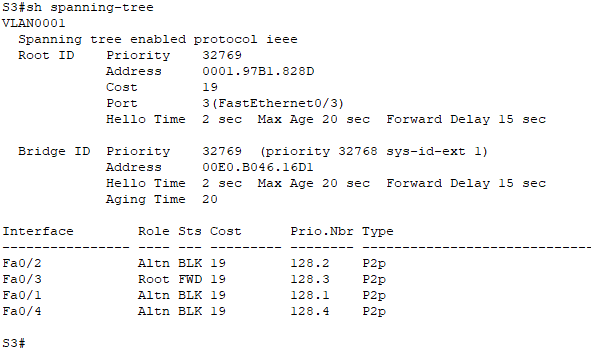 S3#sh spanning-tree
VLAN0001
  Spanning tree enabled protocol ieee
  Root ID    Priority    32769
             Address     0001.97B1.828D
             Cost        19
             Port        3(FastEthernet0/3)
             Hello Time  2 sec  Max Age 20 sec  Forward Delay 15 sec

  Bridge ID  Priority    32769  (priority 32768 sys-id-ext 1)
             Address     00E0.B046.16D1
             Hello Time  2 sec  Max Age 20 sec  Forward Delay 15 sec
             Aging Time  20

Interface        Role Sts Cost      Prio.Nbr Type
---------------- ---- --- --------- -------- --------------------------------
Fa0/2            Altn BLK 19        128.2    P2p
Fa0/3            Root FWD 19        128.3    P2p
Fa0/1            Altn BLK 19        128.1    P2p
Fa0/4            Altn BLK 19        128.4    P2p

S3#